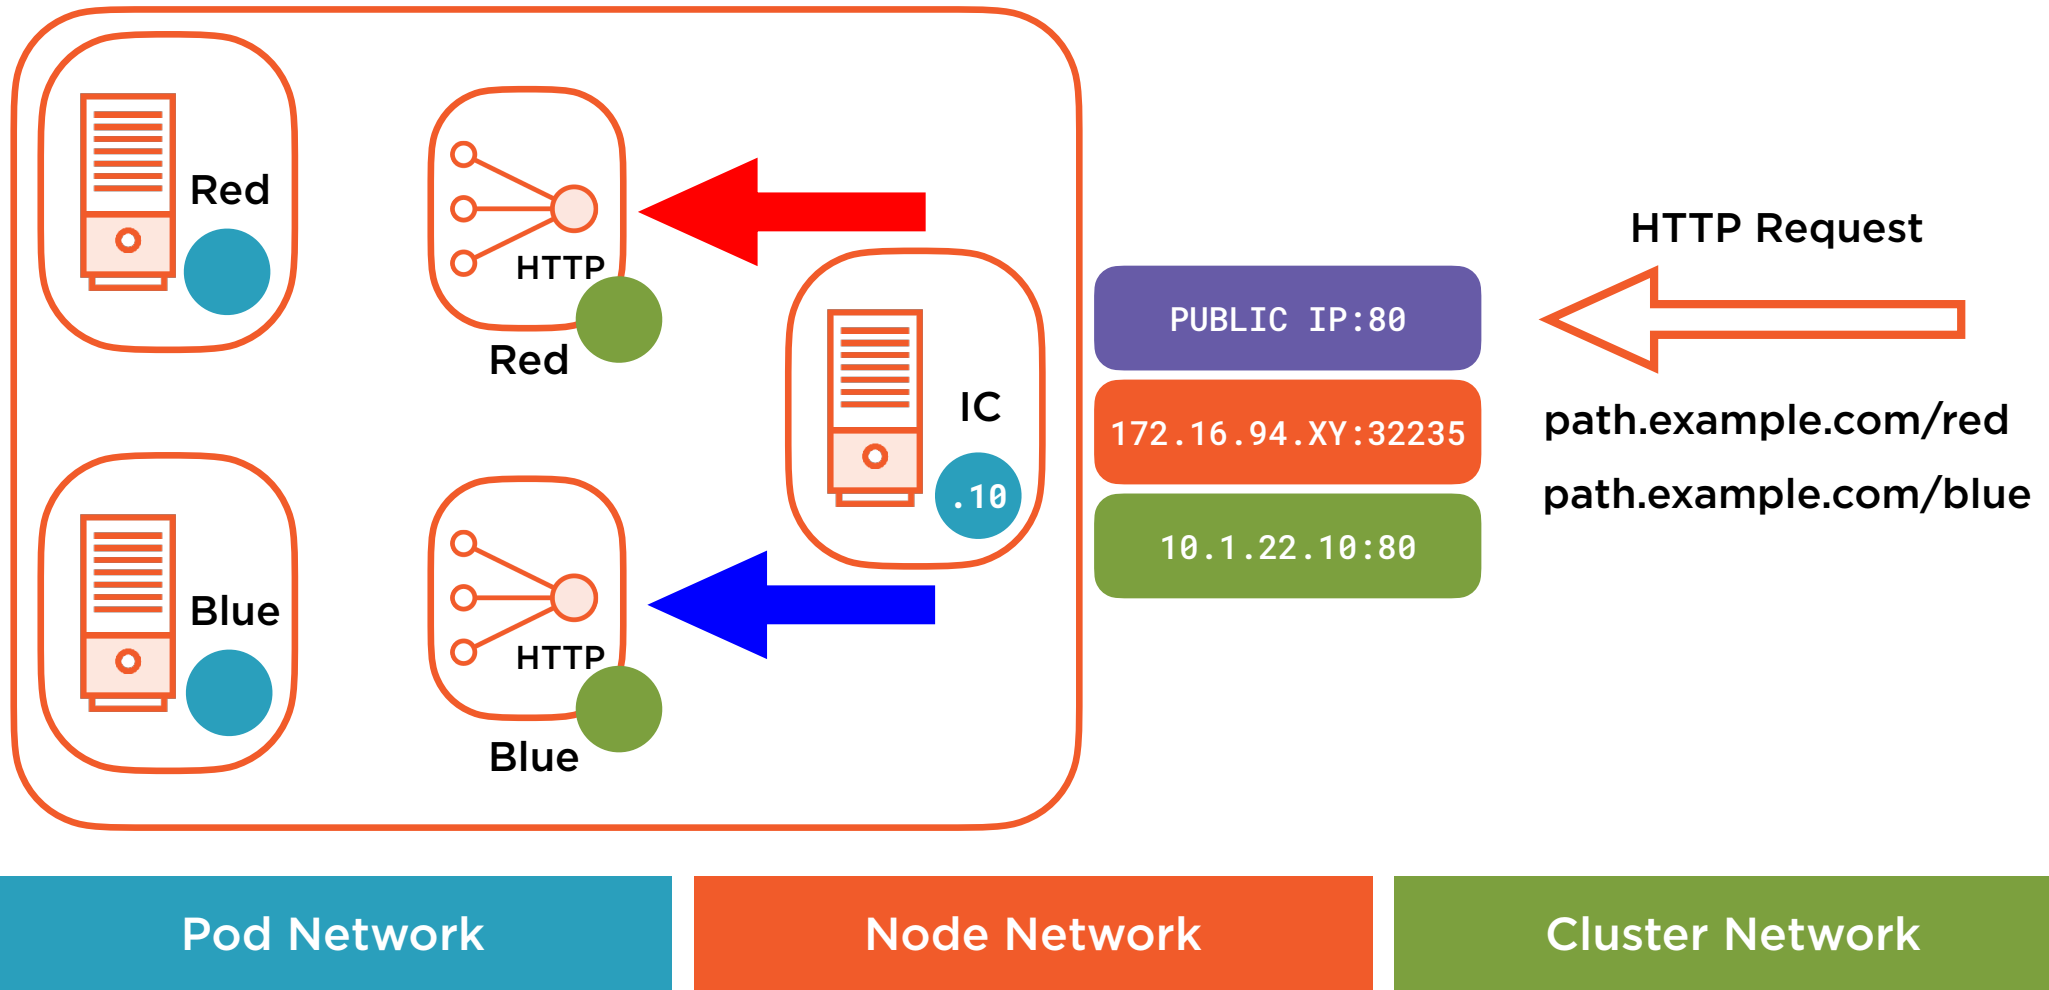 Red
HTTP
Red
IC
.10
Blue
HTTP
Blue
PUBLIC IP:80
172.16.94.XY:32235
10.1.22.10:80
HTTP Request
path.example.com/red
path.example.com/blue
Pod Network
Node Network
Cluster Network